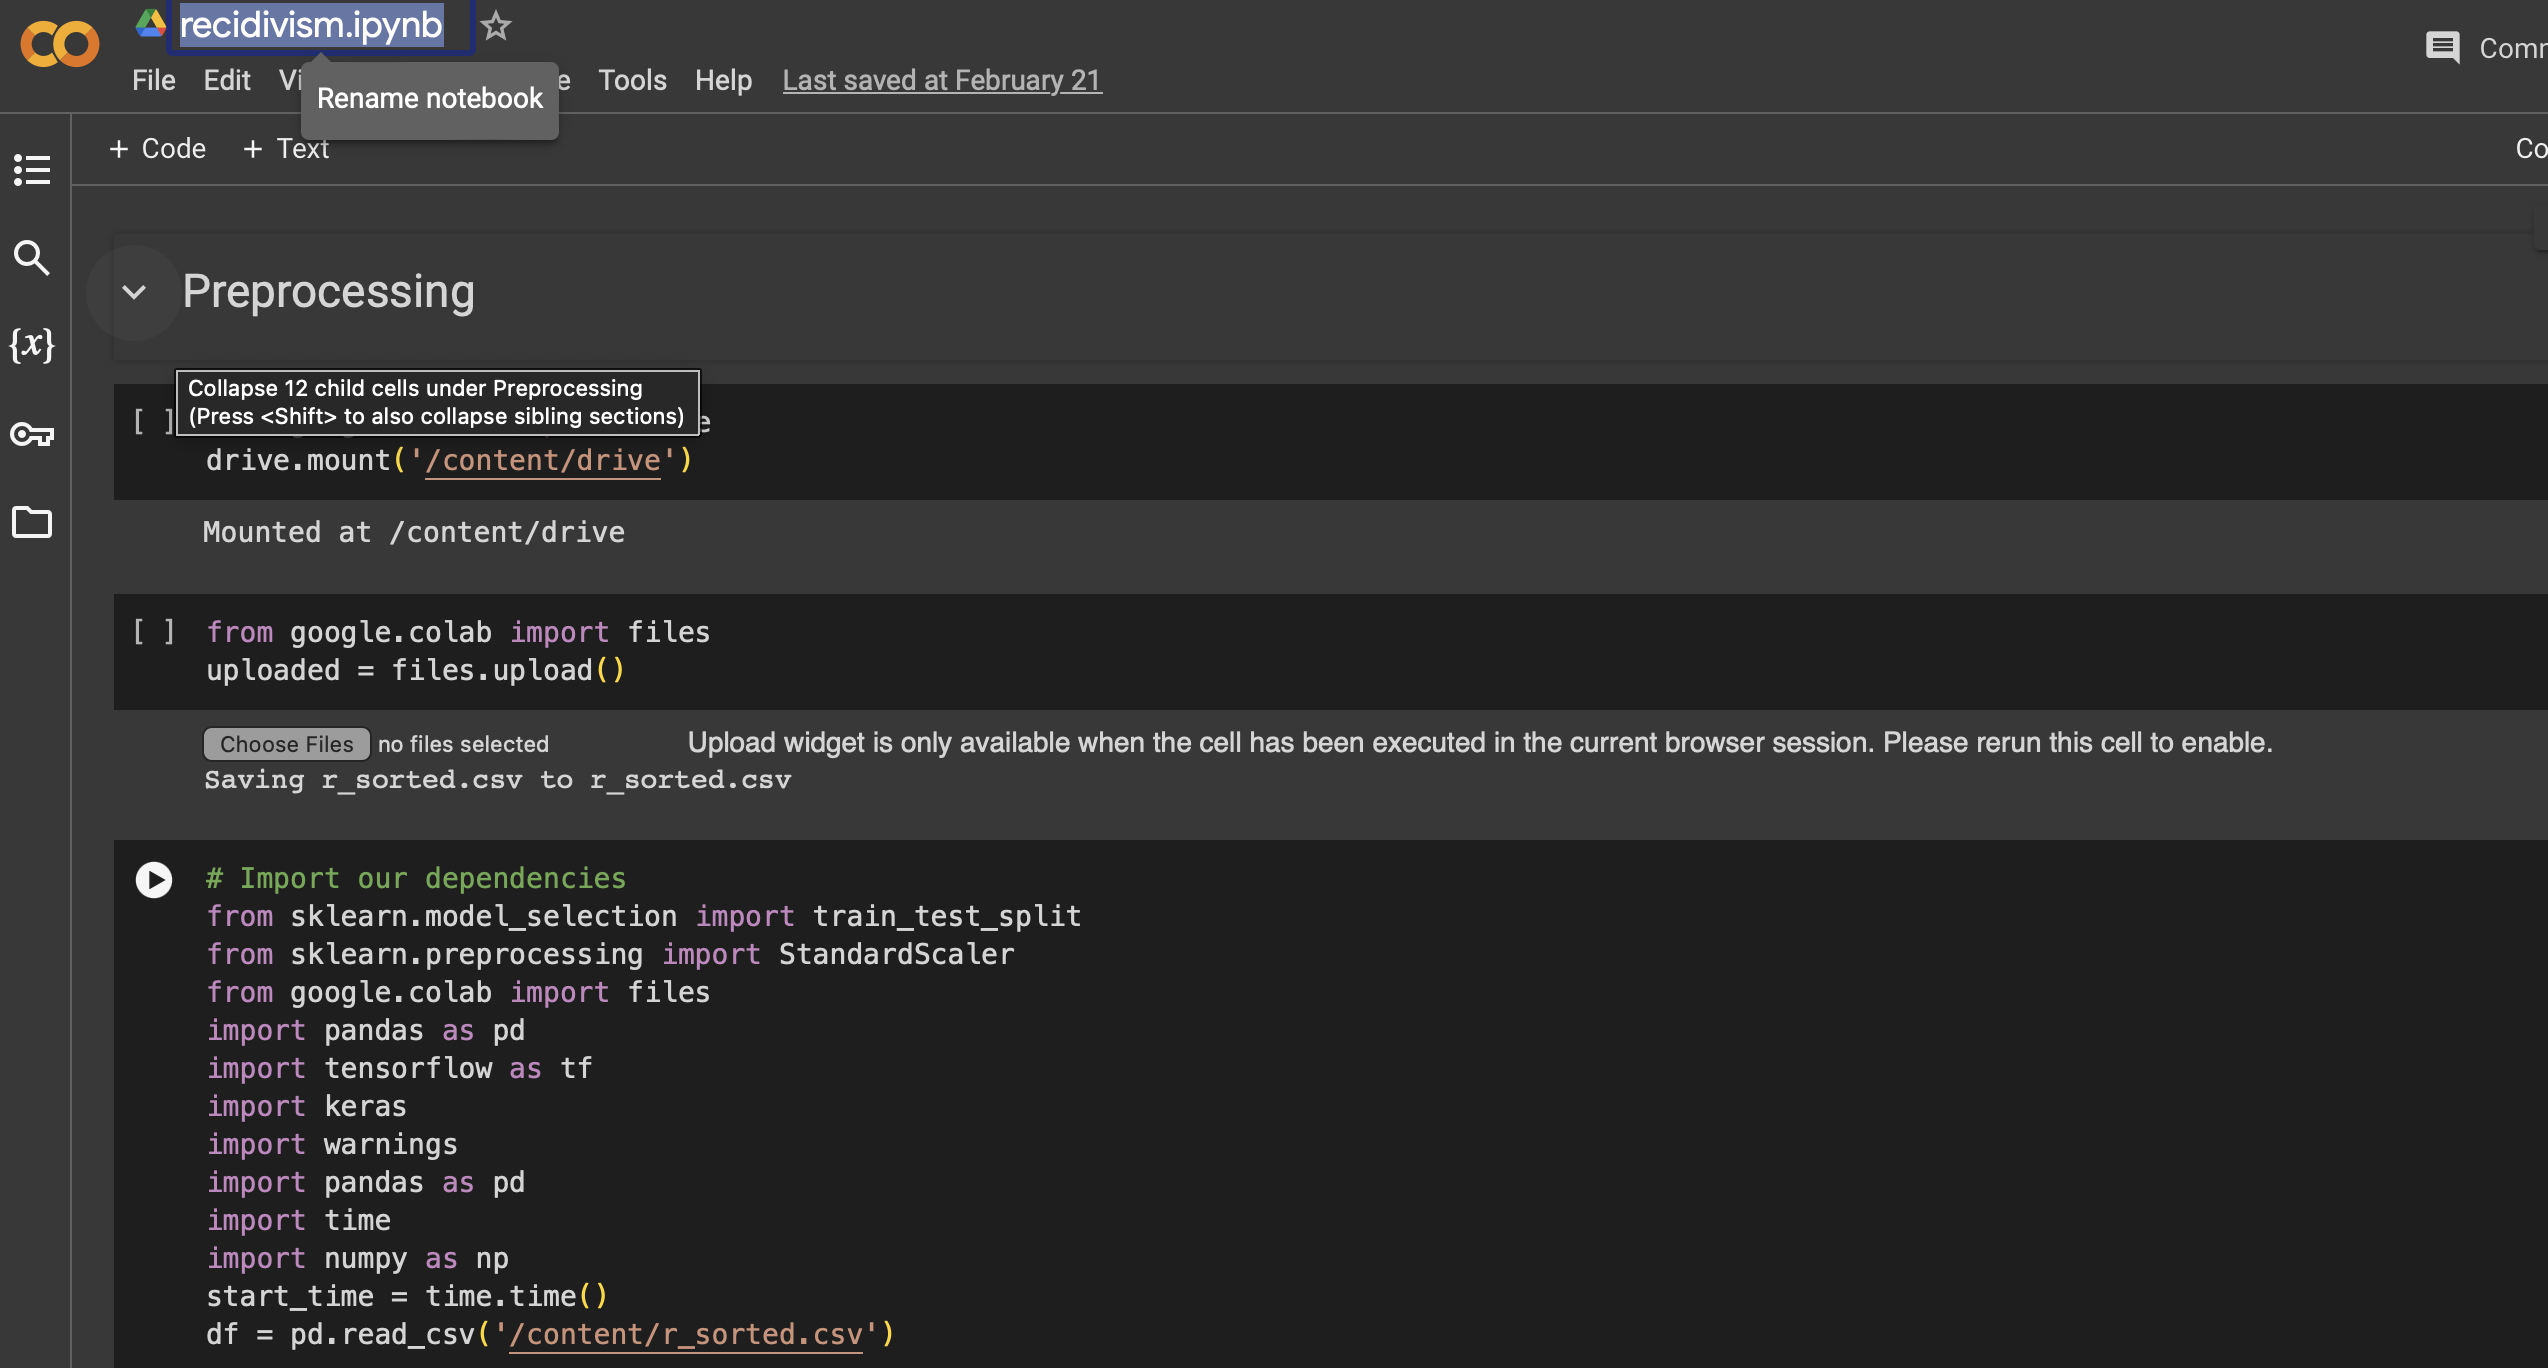 recidivism.ipynb
Comm
File Edit Tools Help Last saved at February 21
Rename notebook
+ Code + Text
Preprocessing
Collapse 12 child cells under Preprocessing
(Press <Shift> to also collapse sibling sections)
[ ]
drive.mount('/content/drive')
Mounted at /content/drive
[ ] from google.colab import files
uploaded = files.upload()
Choose Files no files selected Upload widget is only available when the cell has been executed in the current browser session. Please rerun this cell to enable.
Saving r_sorted.csv to r_sorted.csv
# Import our dependencies
from sklearn.model_selection import train_test_split
from sklearn.preprocessing import StandardScaler
from google.colab import files
import pandas as pd
import tensorflow as tf
import keras
import warnings
import pandas as pd
import time
import numpy as np
start_time = time.time()
df = pd.read_csv('/content/r_sorted.csv')
{x}